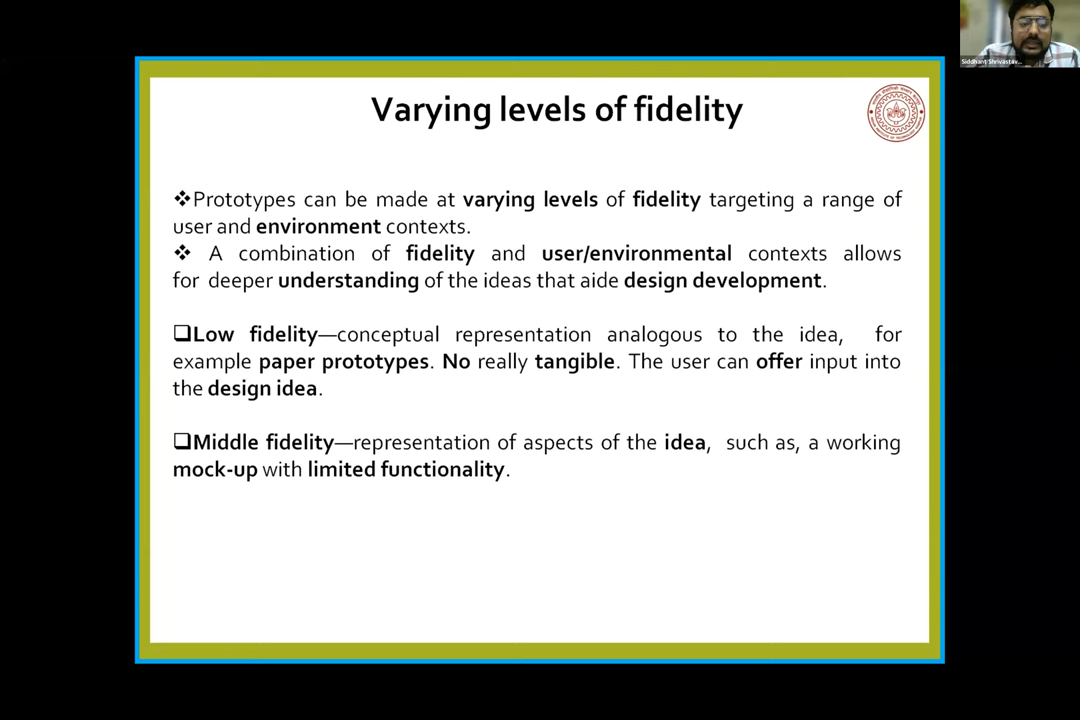 Siddhant Shrivastav...
Varying levels of fidelity
❖Prototypes can be made at varying levels of fidelity targeting a range of
user and environment contexts.
❖ A combination of fidelity and user/environmental contexts allows
for deeper understanding of the ideas that aide design development.
❑Low fidelity—conceptual representation analogous to the idea, for
example paper prototypes. No really tangible. The user can offer input into
the design idea.
❑Middle fidelity—representation of aspects of the idea, such as, a working
mock-up with limited functionality.